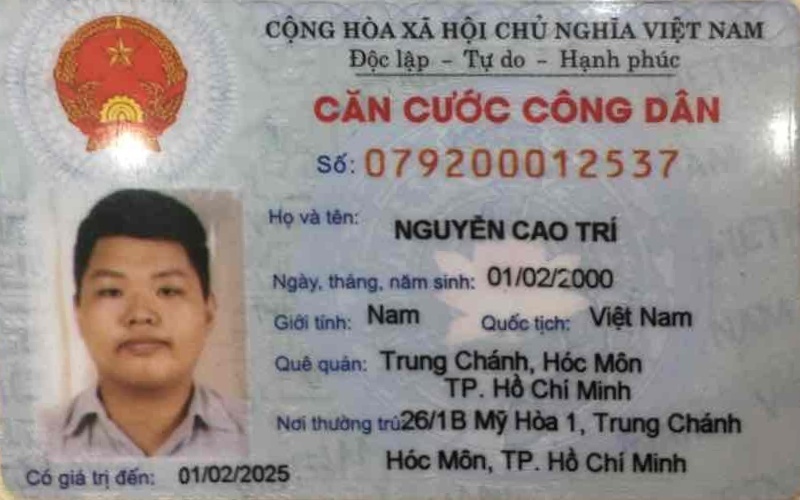 CỘNG HÒA XÃ HỘI CHỦ NGHĨA VIỆT NAM
Độc lập - Tự do - Hạnh phúc
CĂN CƯỚC CÔNG DÂN
Số: 079200012537
Họ và tên: NGUYỄN CAO TRÍ
Ngày, tháng, năm sinh: 01/02/2000
Giới tính: Nam Quốc tịch: Việt Nam
Quê quán: Trung Chánh, Hóc Môn
TP. Hồ Chí Minh
Nơi thường trú: 26/1B Mỹ Hòa 1, Trung Chánh
Hóc Môn, TP. Hồ Chí Minh
Có giá trị đến: 01/02/2025